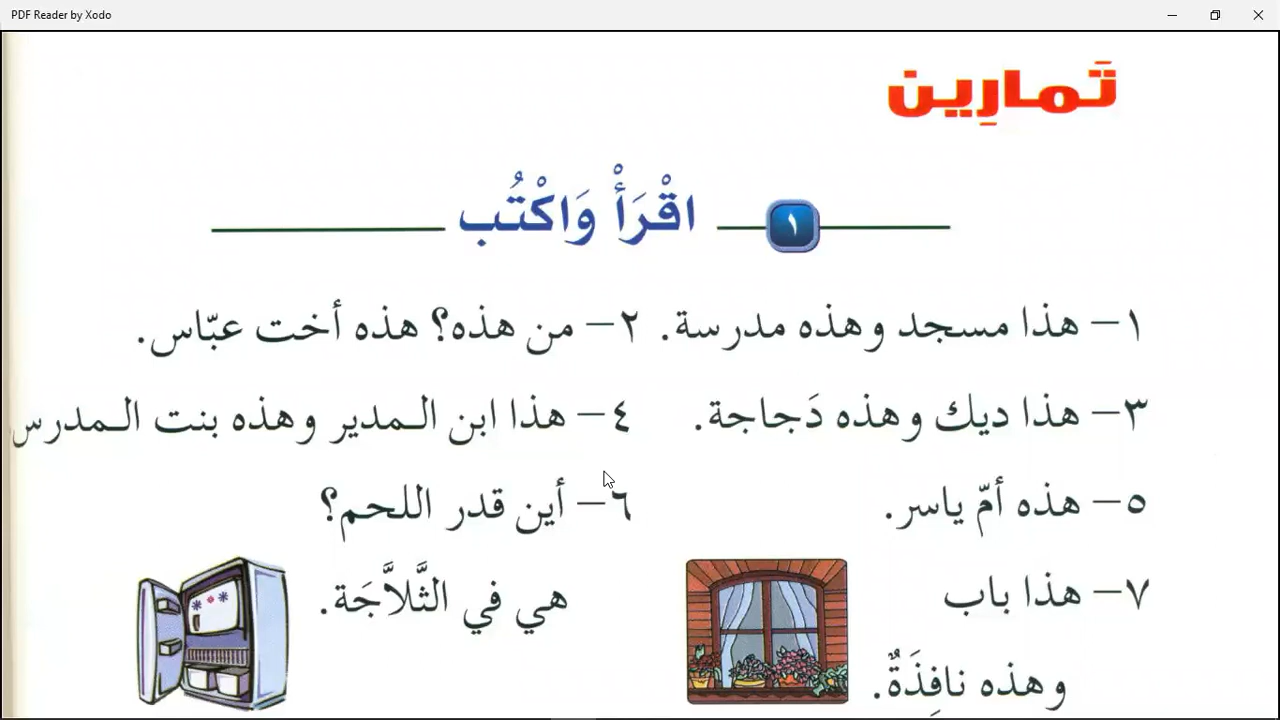 PDF Reader by Xodo
تَمارِين
١ اقْرَأْ وَاكْتُب
١– هذا مسجد وهذه مدرسة. ٢– من هذه؟ هذه أخت عبّاس.
٣– هذا ديك وهذه دَجاجة. ٤– هذا ابن المدير وهذه بنت المدرس
٥– هذه أمّ ياسر. ٦– أين قدر اللحم؟
٧– هذا باب هي في الثَّلاَّجَة.
وهذه نافِذَةٌ.